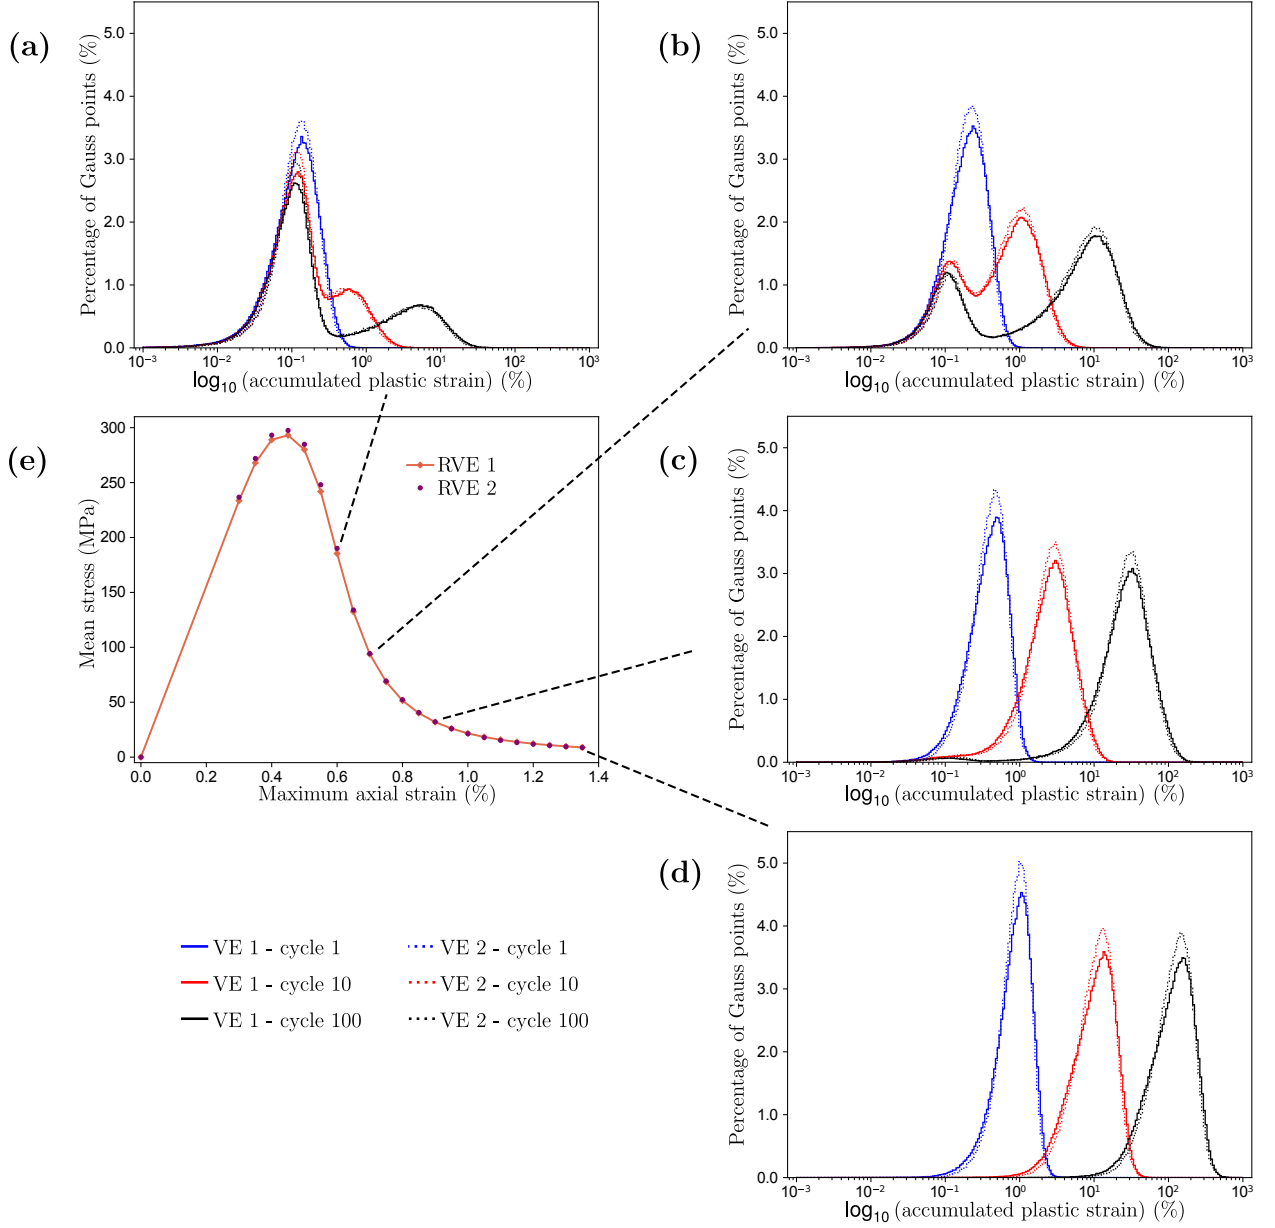 (a)
Percentage of Gauss points (%)
5.0
4.0
3.0
2.0
1.0
0.0
10⁻³ 10⁻² 10⁻¹ 10⁰ 10¹ 10² 10³
log₁₀ (accumulated plastic strain) (%)
(b)
Percentage of Gauss points (%)
5.0
4.0
3.0
2.0
1.0
0.0
10⁻³ 10⁻² 10⁻¹ 10⁰ 10¹ 10² 10³
log₁₀ (accumulated plastic strain) (%)
(e)
Mean stress (MPa)
300
250
200
150
100
50
0
0.0 0.2 0.4 0.6 0.8 1.0 1.2 1.4
Maximum axial strain (%)
RVE 1
RVE 2
(c)
Percentage of Gauss points (%)
5.0
4.0
3.0
2.0
1.0
0.0
10⁻³ 10⁻² 10⁻¹ 10⁰ 10¹ 10² 10³
log₁₀ (accumulated plastic strain) (%)
(d)
Percentage of Gauss points (%)
5.0
4.0
3.0
2.0
1.0
0.0
10⁻³ 10⁻² 10⁻¹ 10⁰ 10¹ 10² 10³
log₁₀ (accumulated plastic strain) (%)
VE 1 - cycle 1
VE 2 - cycle 1
VE 1 - cycle 10
VE 2 - cycle 10
VE 1 - cycle 100
VE 2 - cycle 100